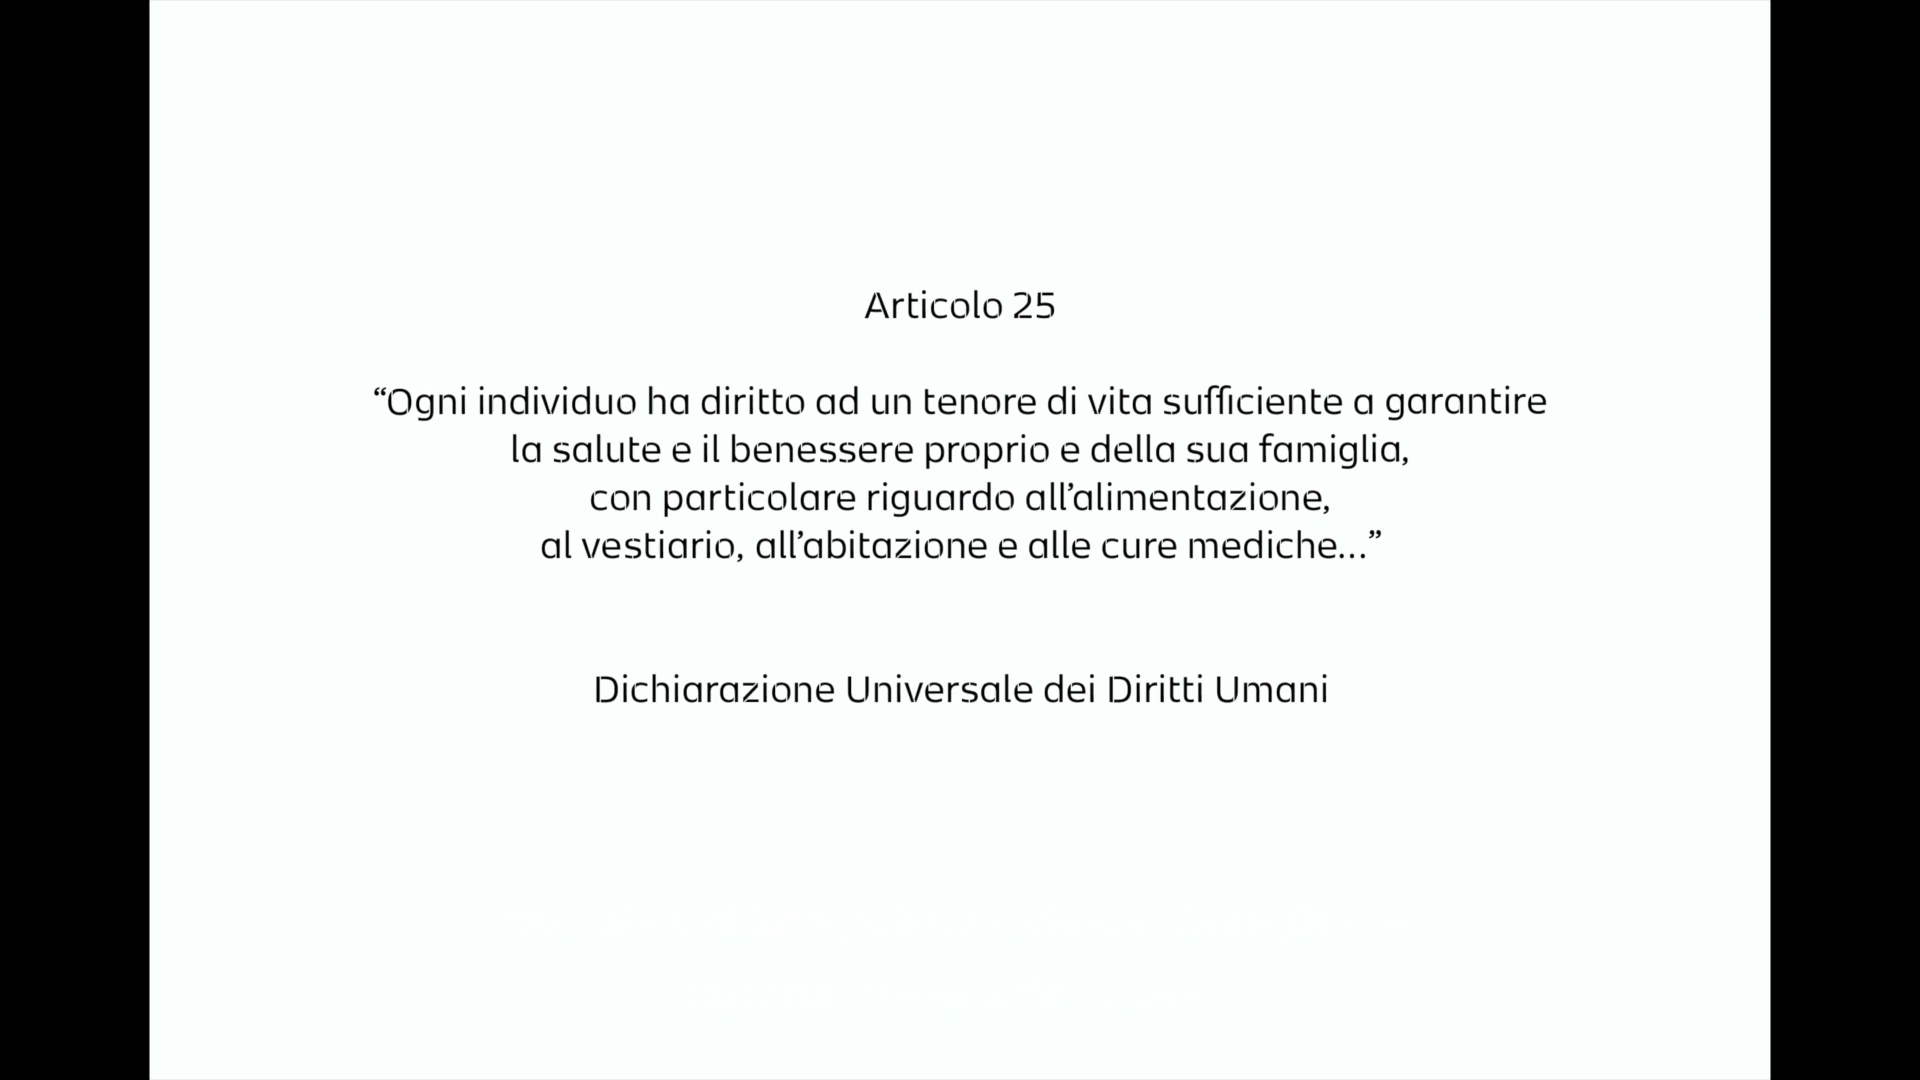 Articolo 25
“Ogni individuo ha diritto ad un tenore di vita sufficiente a garantire
la salute e il benessere proprio e della sua famiglia,
con particolare riguardo all’alimentazione,
al vestiario, all’abitazione e alle cure mediche...”
Dichiarazione Universale dei Diritti Umani